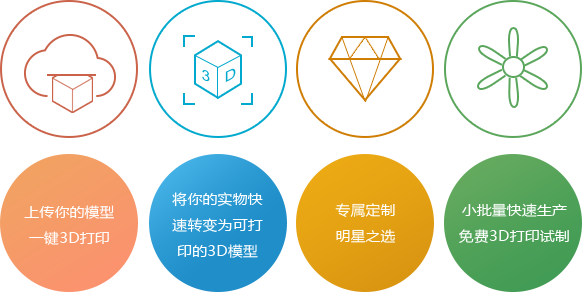 3 D
上传你的模型
一键3D打印
将你的实物快
速转变为可打
印的3D模型
专属定制
明星之选
小批量快速生产
免费3D打印试制